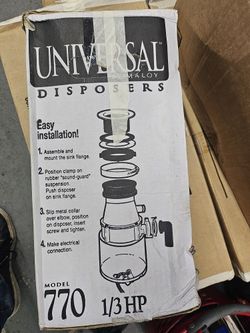 UNIVERSAL
DISPOSERS
Easy
installation!
1. Assemble and
mount the sink flange.
2. Position clamp on
rubber "sound-guard"
suspension.
Push disposer
on sink flange.
3. Slip metal collar
over elbow, position
on disposer, insert
screw and tighten.
4. Make electrical
connection.
MODEL
770 1/3 HP